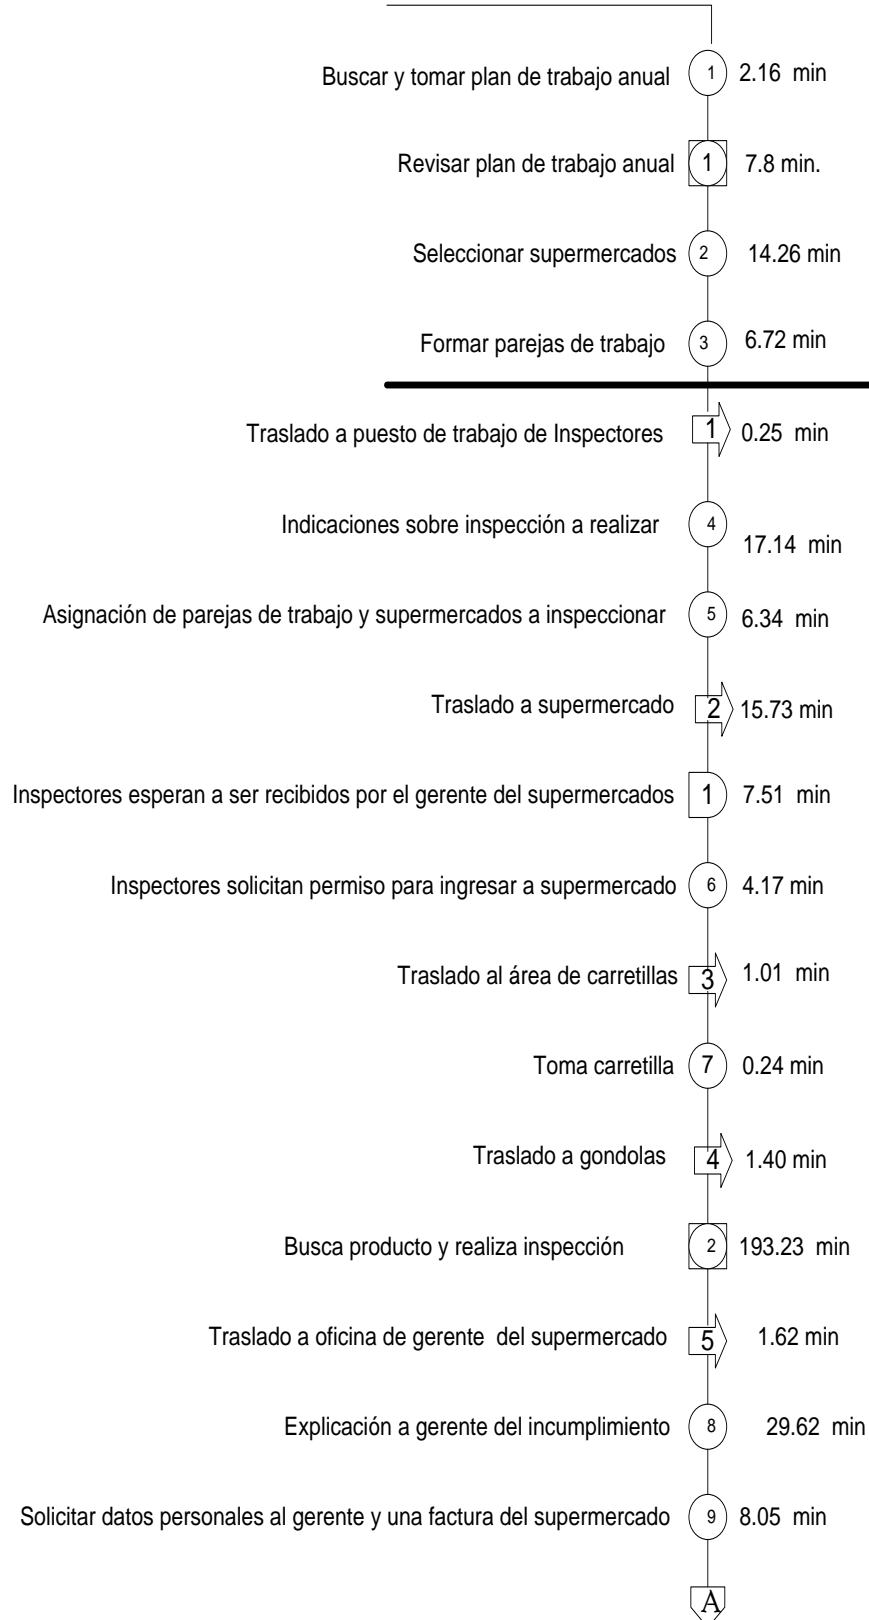 Buscar y tomar plan de trabajo anual 1 2.16 min
Revisar plan de trabajo anual 1 7.8 min.
Seleccionar supermercados 2 14.26 min
Formar parejas de trabajo 3 6.72 min
Traslado a puesto de trabajo de Inspectores 1 0.25 min
Indicaciones sobre inspección a realizar 4 17.14 min
Asignación de parejas de trabajo y supermercados a inspeccionar 5 6.34 min
Traslado a supermercado 2 15.73 min
Inspectores esperan a ser recibidos por el gerente del supermercados 1 7.51 min
Inspectores solicitan permiso para ingresar a supermercado 6 4.17 min
Traslado al área de carretillas 3 1.01 min
Toma carretilla 7 0.24 min
Traslado a gondolas 4 1.40 min
Busca producto y realiza inspección 2 193.23 min
Traslado a oficina de gerente del supermercado 5 1.62 min
Explicación a gerente del incumplimiento 8 29.62 min
Solicitar datos personales al gerente y una factura del supermercado 9 8.05 min
A